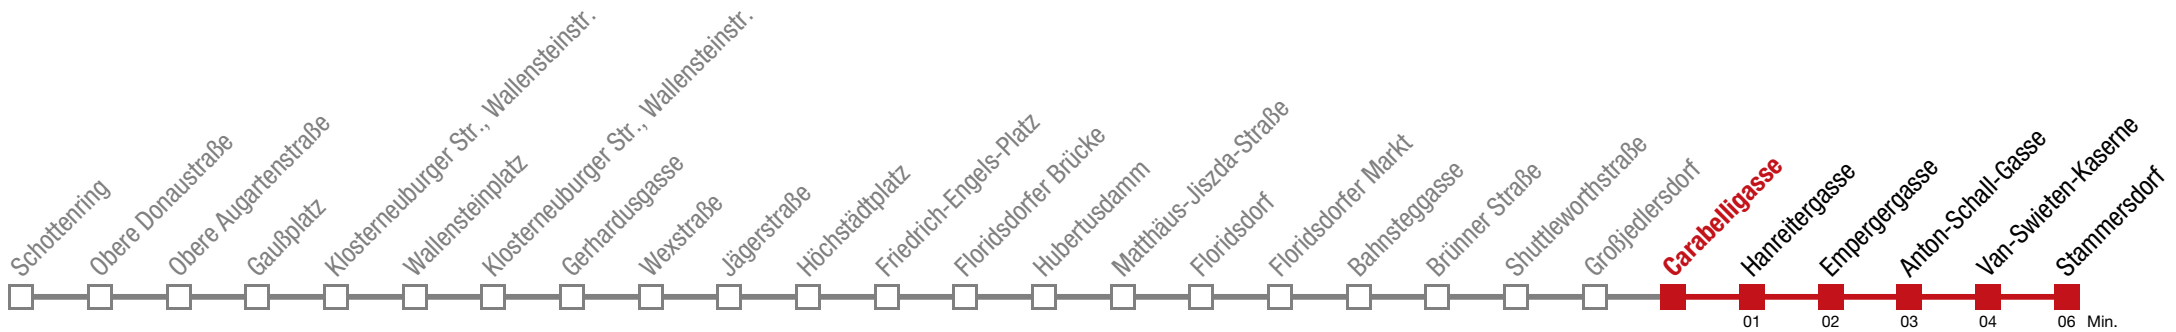 Schottenring
Obere Donaustraße
Obere Augartenstraße
Gaußplatz
Klosterneuburger Str., Wallensteinstr.
Wallensteinplatz
Klosterneuburger Str., Wallensteinstr.
Gerhardusgasse
Wexstraße
Jägerstraße
Höchstädtplatz
Friedrich-Engels-Platz
Floridsdorfer Brücke
Hubertusdamm
Matthäus-Jiszda-Straße
Floridsdorf
Floridsdorfer Markt
Bahnsteggasse
Brünner Straße
Shuttleworthstraße
Großjedlersdorf
Carabelligasse
Hanreitergasse
Empergergasse
Anton-Schall-Gasse
Van-Swieten-Kaserne
Stammersdorf
01 02 03 04 06 Min.